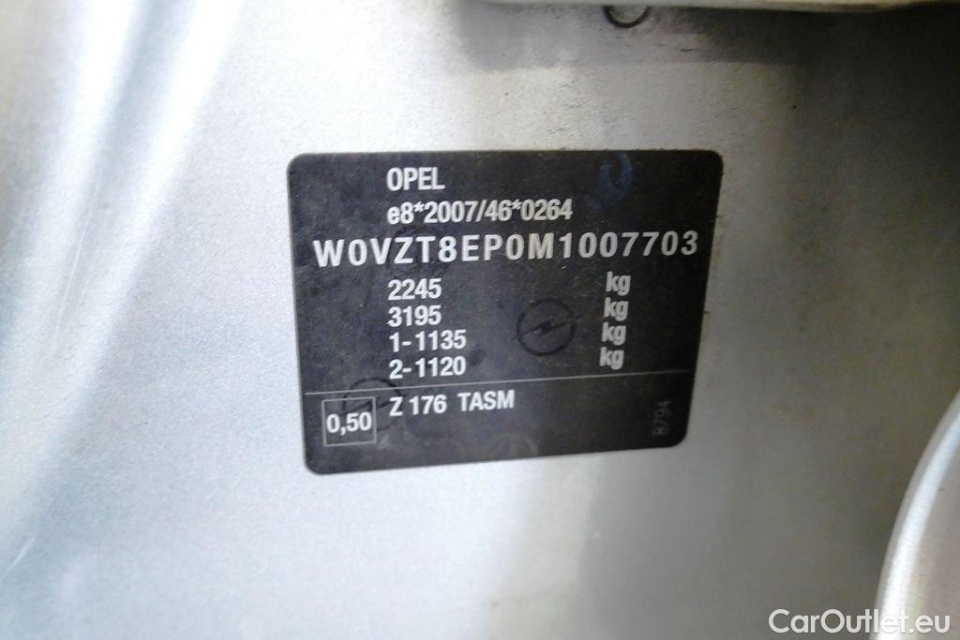 OPEL
e8*2007/46*0264
W0VZT8EP0M1007703
2245 kg
3195 kg
1-1135 kg
2-1120 kg
0,50 Z 176 TASM
8794
CarOutlet.eu